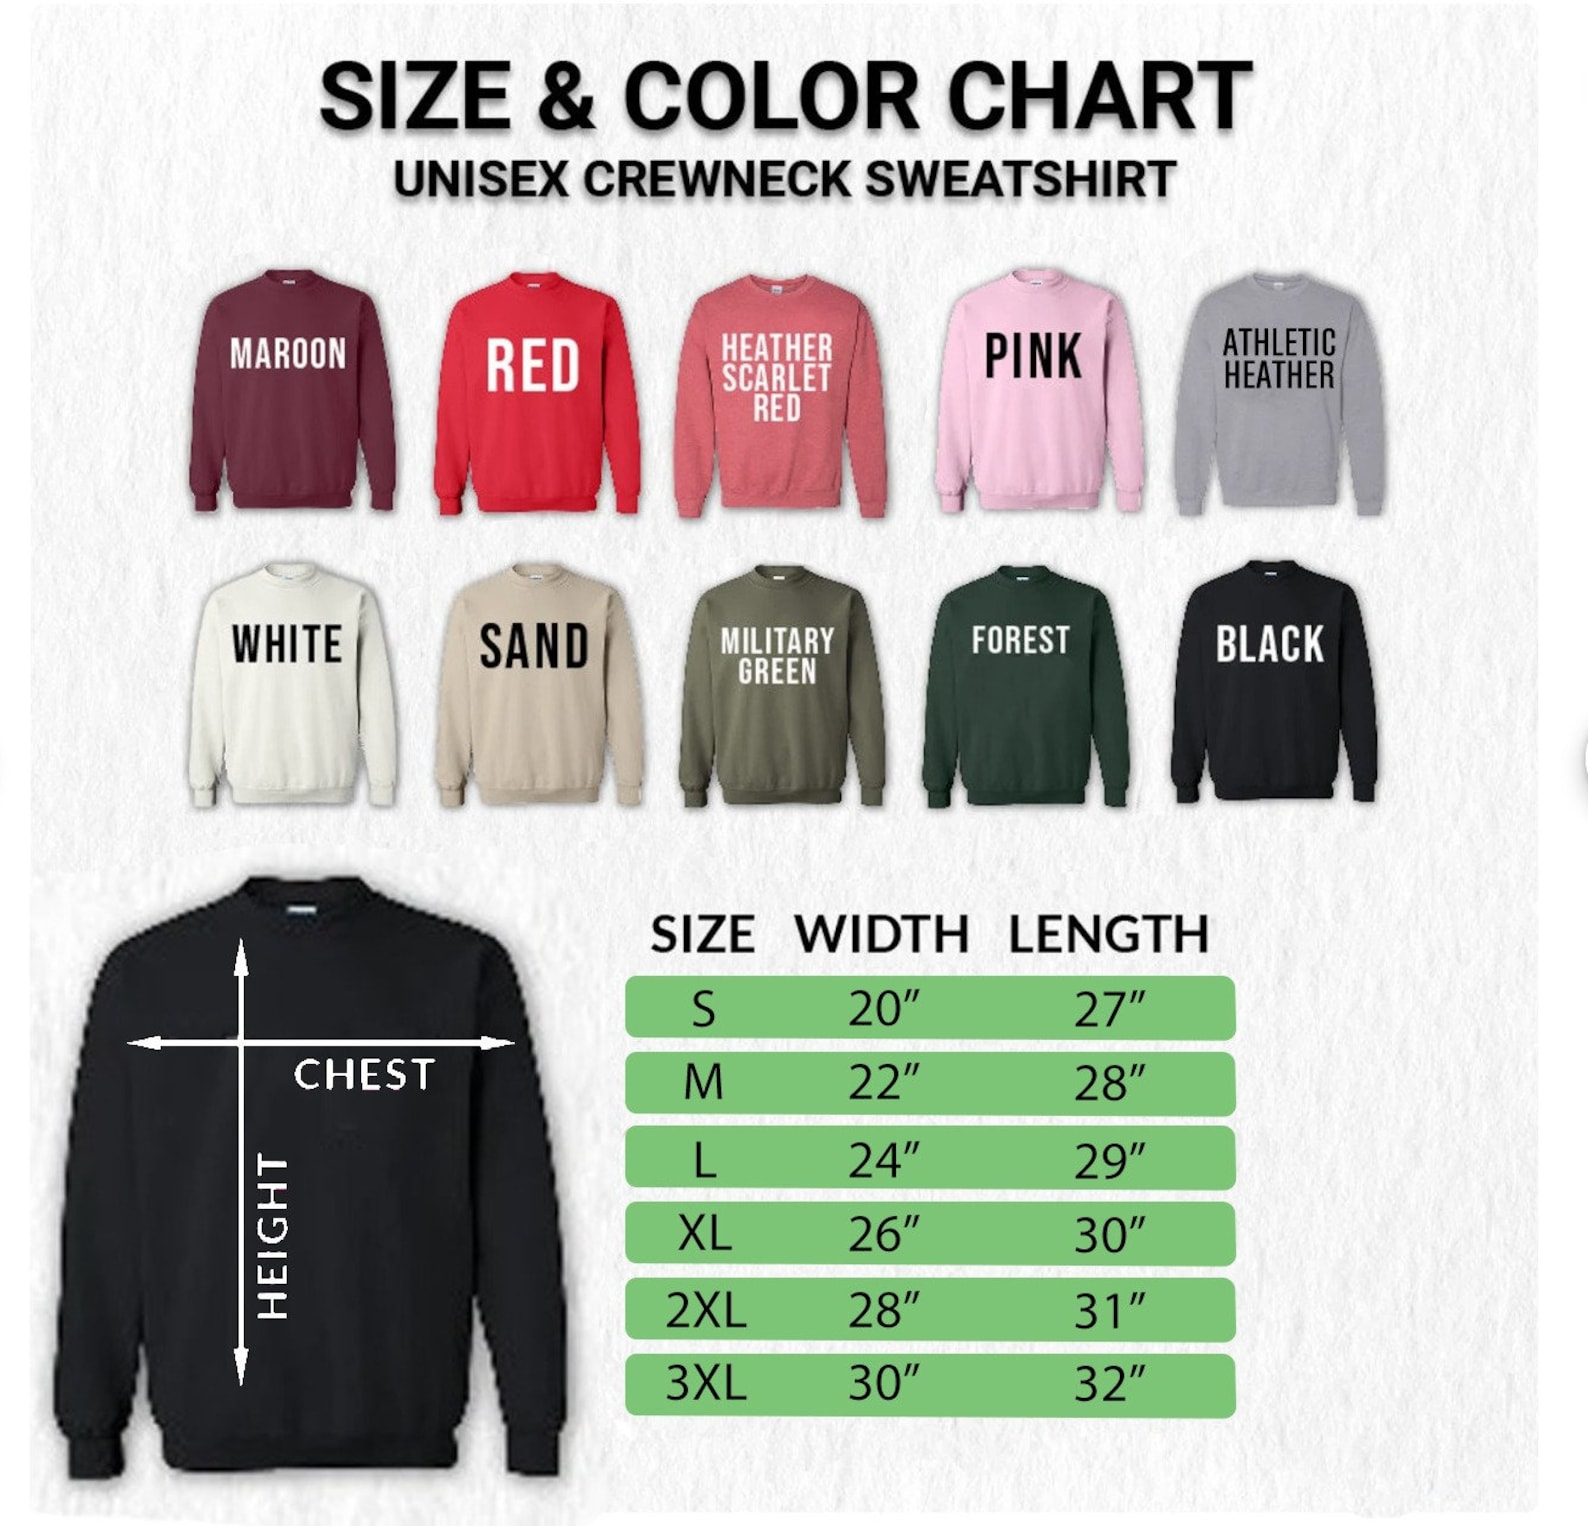 SIZE & COLOR CHART
UNISEX CREWNECK SWEATSHIRT
MAROON
RED
HEATHER
SCARLET
RED
PINK
ATHLETIC
HEATHER
WHITE
SAND
MILITARY
GREEN
FOREST
BLACK
CHEST
HEIGHT
SIZE WIDTH LENGTH
S 20” 27”
M 22” 28”
L 24” 29”
XL 26” 30”
2XL 28” 31”
3XL 30” 32”